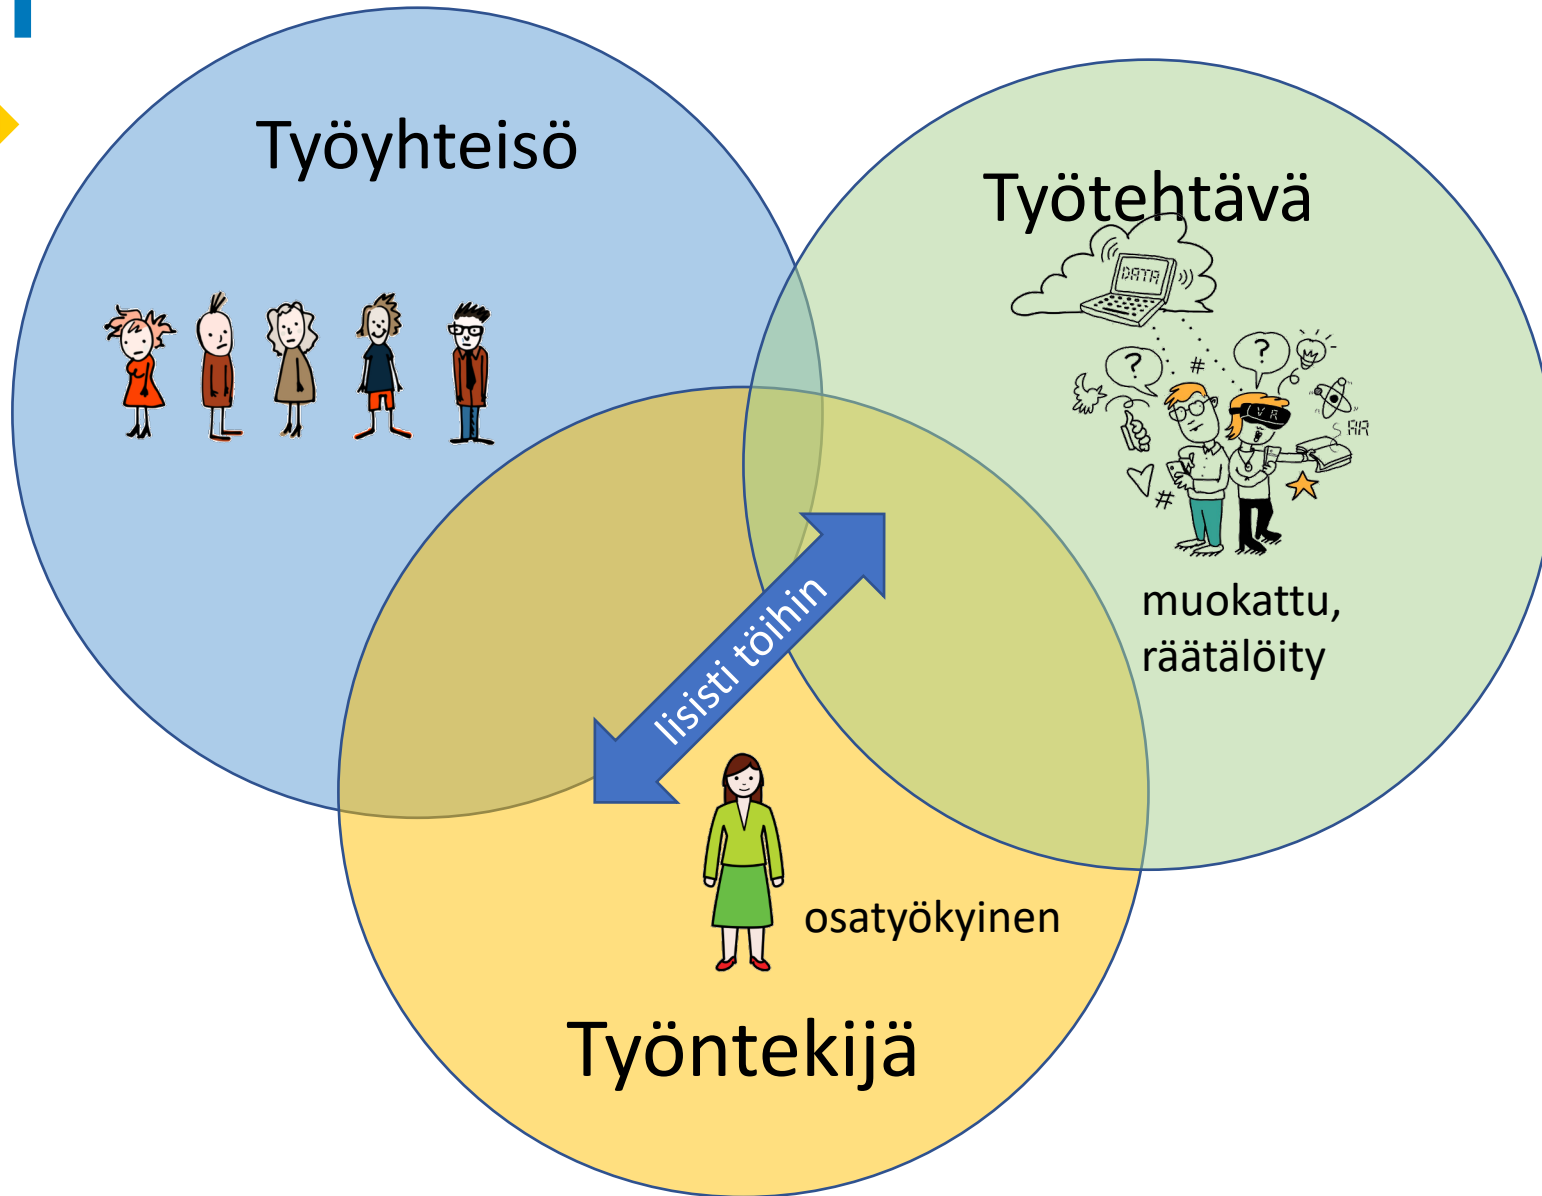 Työyhteisö
Työtehtävä
DATA
?
?
#
VR
AR
#
muokattu,
räätälöity
Iisisti töihin
osatyökyinen
Työntekijä